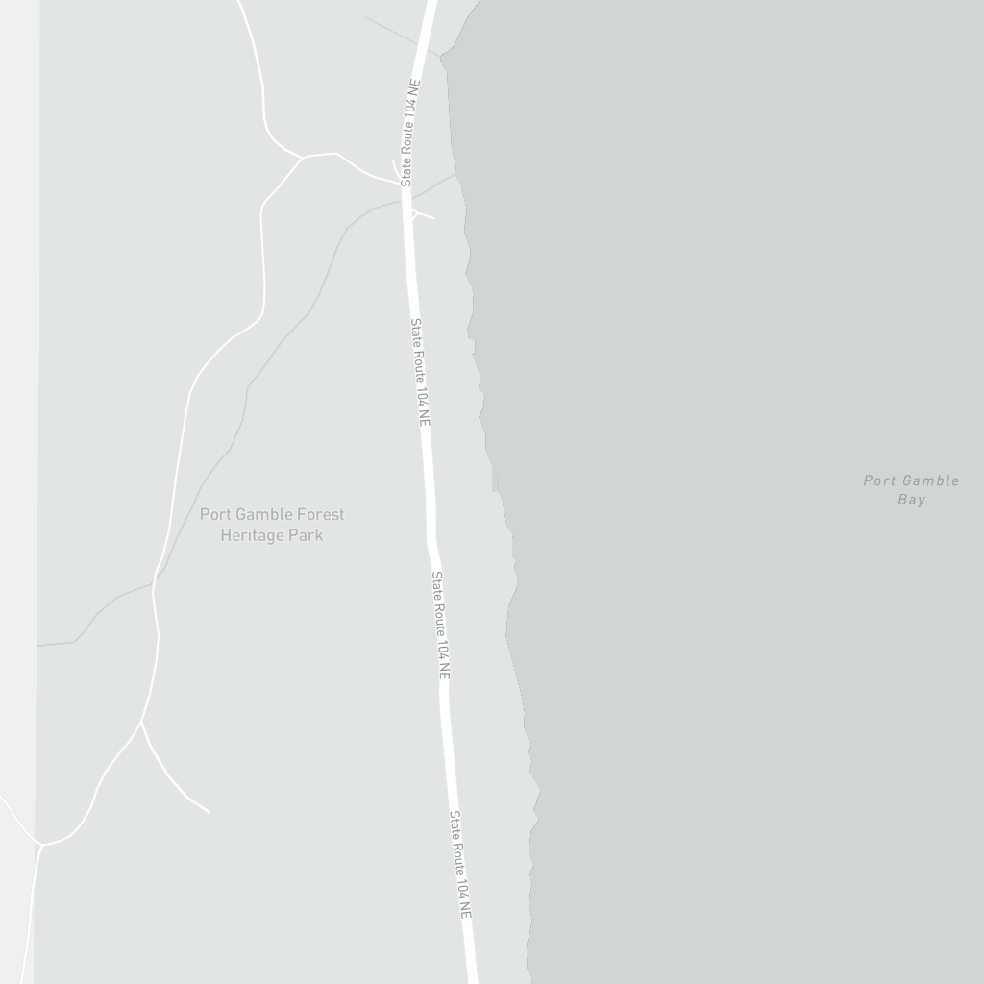 State Route 104 NE
State Route 104 NE
Port Gamble
Bay
Port Gamble Forest
Heritage Park
State Route 104 NE
State Route 104 NE